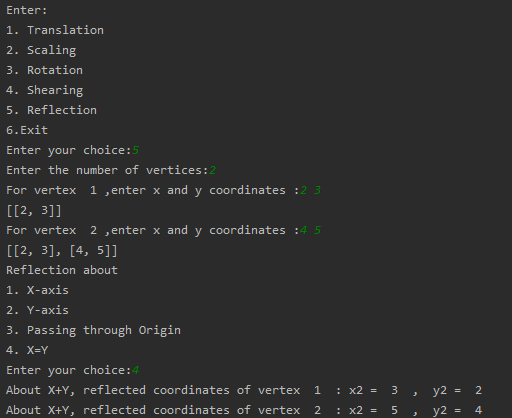 Enter:
1. Translation
2. Scaling
3. Rotation
4. Shearing
5. Reflection
6.Exit
Enter your choice:5
Enter the number of vertices:2
For vertex  1 ,enter x and y coordinates :2 3
[[2, 3]]
For vertex  2 ,enter x and y coordinates :4 5
[[2, 3], [4, 5]]
Reflection about
1. X-axis
2. Y-axis
3. Passing through Origin
4. X=Y
Enter your choice:4
About X+Y, reflected coordinates of vertex  1  : x2 =  3  ,  y2 =  2
About X+Y, reflected coordinates of vertex  2  : x2 =  5  ,  y2 =  4